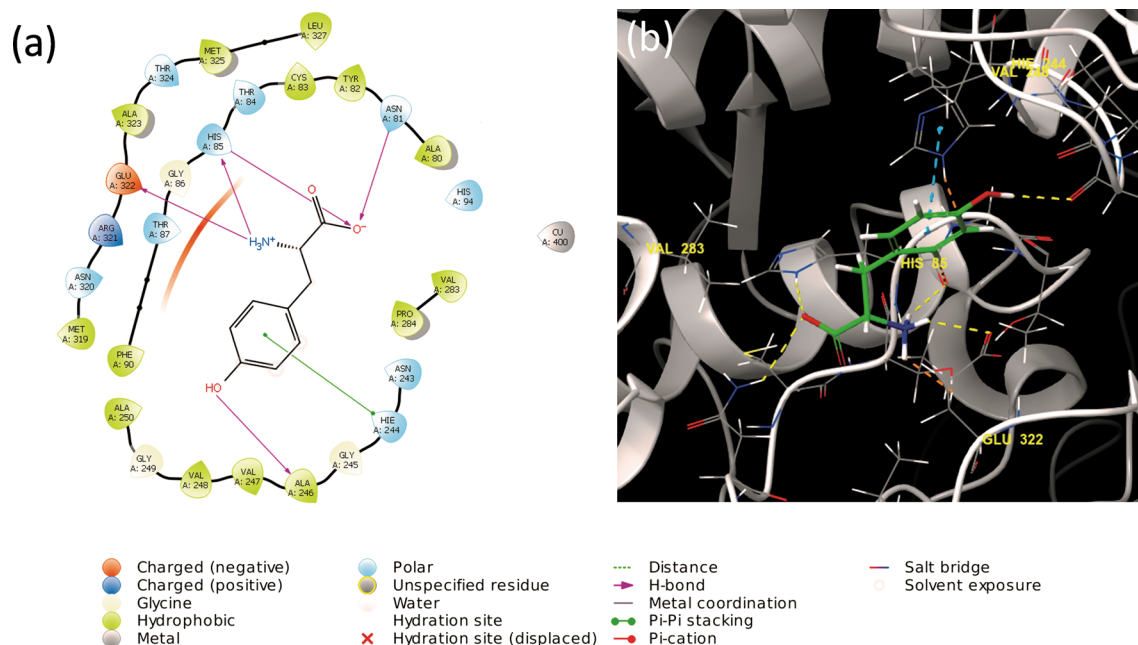 (a)
LEU
A: 327
MET
A: 325
THR
A: 324
CYS
A: 83
TYR
A: 82
THR
A: 84
ASN
A: 81
ALA
A: 323
HIS
A: 85
ALA
A: 80
GLU
A: 322
GLY
A: 86
HIS
A: 94
O
O⁻
H₃N⁺
ARG
A: 321
THR
A: 87
CU
A: 400
ASN
A: 320
VAL
A: 283
PRO
A: 284
MET
A: 319
PHE
A: 90
ASN
A: 243
HO
ALA
A: 250
HIE
A: 244
GLY
A: 249
GLY
A: 245
VAL
A: 248
VAL
A: 247
ALA
A: 246
(b)
HIE 244
VAL 283
HIS 85
GLU 322
Charged (negative)
Charged (positive)
Glycine
Hydrophobic
Metal
Polar
Unspecified residue
Water
Hydration site
Hydration site (displaced)
Distance
H-bond
Metal coordination
Pi-Pi stacking
Pi-cation
Salt bridge
Solvent exposure